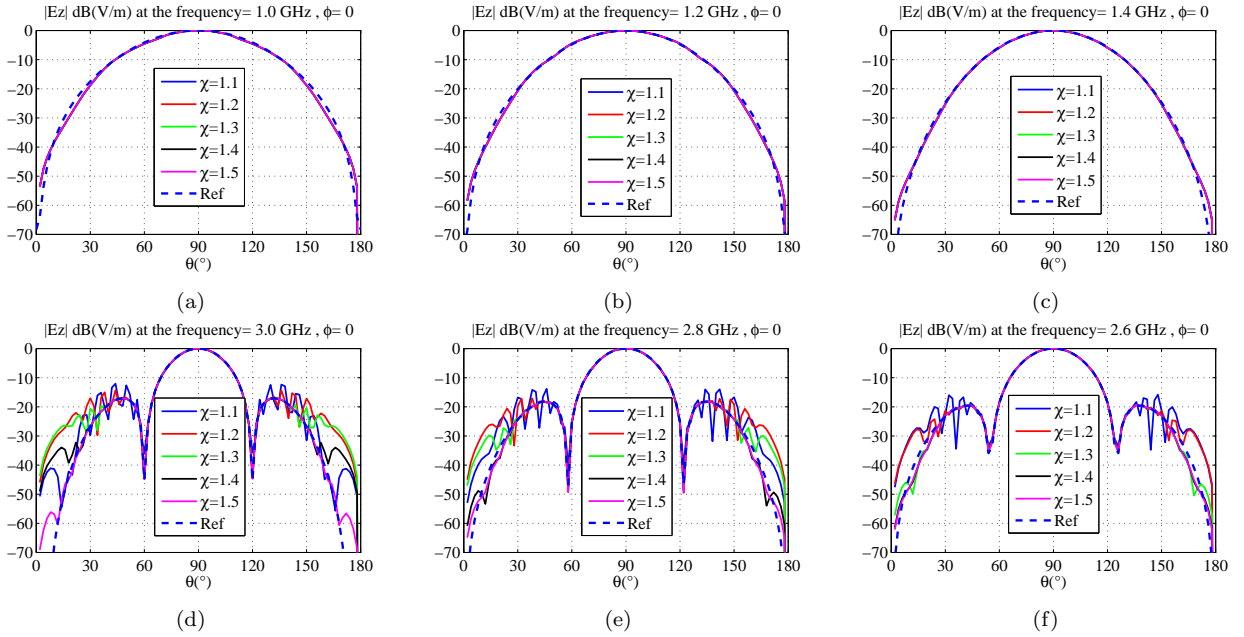 |Ez| dB(V/m) at the frequency= 1.0 GHz , ϕ= 0
0
−10
−20
−30
−40
−50
−60
−70
χ=1.1
χ=1.2
χ=1.3
χ=1.4
χ=1.5
Ref
0 30 60 90 120 150 180
θ(°)
(a)
|Ez| dB(V/m) at the frequency= 1.2 GHz , ϕ= 0
0
−10
−20
−30
−40
−50
−60
−70
χ=1.1
χ=1.2
χ=1.3
χ=1.4
χ=1.5
Ref
0 30 60 90 120 150 180
θ(°)
(b)
|Ez| dB(V/m) at the frequency= 1.4 GHz , ϕ= 0
0
−10
−20
−30
−40
−50
−60
−70
χ=1.1
χ=1.2
χ=1.3
χ=1.4
χ=1.5
Ref
0 30 60 90 120 150 180
θ(°)
(c)
|Ez| dB(V/m) at the frequency= 3.0 GHz , ϕ= 0
0
−10
−20
−30
−40
−50
−60
−70
χ=1.1
χ=1.2
χ=1.3
χ=1.4
χ=1.5
Ref
0 30 60 90 120 150 180
θ(°)
(d)
|Ez| dB(V/m) at the frequency= 2.8 GHz , ϕ= 0
0
−10
−20
−30
−40
−50
−60
−70
χ=1.1
χ=1.2
χ=1.3
χ=1.4
χ=1.5
Ref
0 30 60 90 120 150 180
θ(°)
(e)
|Ez| dB(V/m) at the frequency= 2.6 GHz , ϕ= 0
0
−10
−20
−30
−40
−50
−60
−70
χ=1.1
χ=1.2
χ=1.3
χ=1.4
χ=1.5
Ref
0 30 60 90 120 150 180
θ(°)
(f)